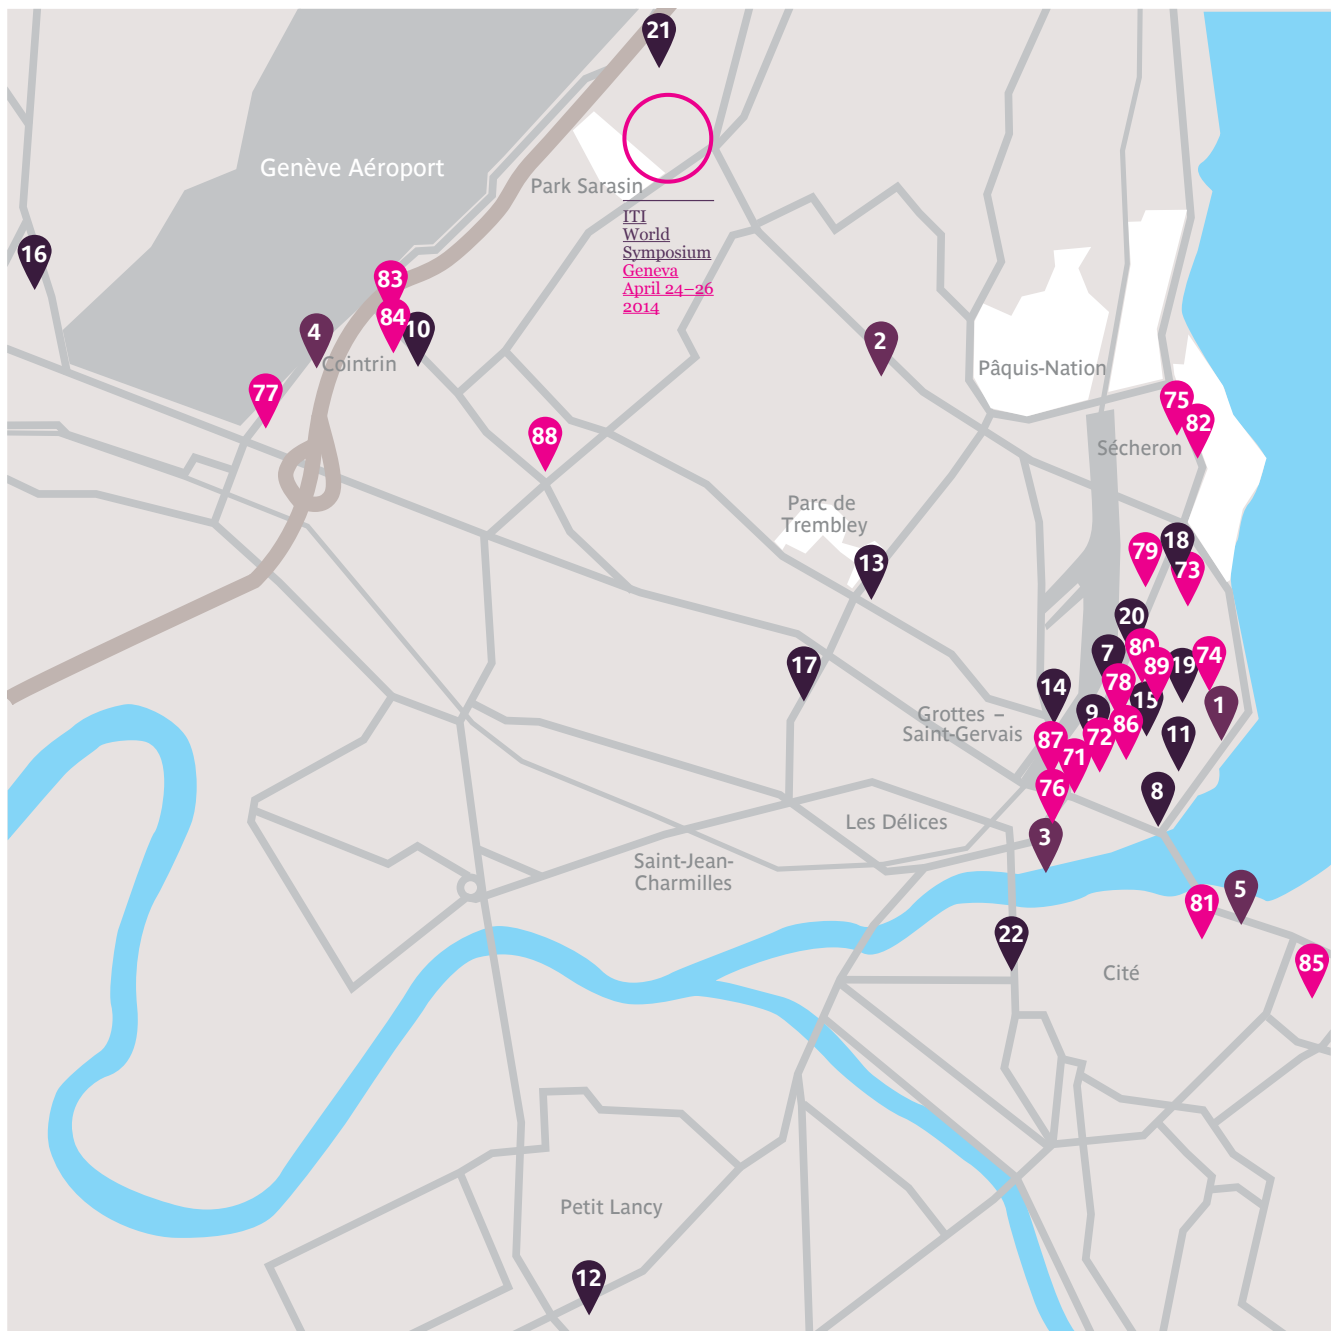 21
Genève Aéroport
Park Sarasin
ITI
World
Symposium
Geneva
April 24–26
2014
16
83
84
10
4
Cointrin
2
Pâquis-Nation
77
75
82
88
Sécheron
Parc de
Trembley
13
79
18
73
20
7
80
89
19
74
17
14
78
15
1
9
Grottes –
Saint-Gervais
86
11
87
72
71
76
8
Les Délices
3
Saint-Jean-
Charmilles
5
81
22
85
Cité
Petit Lancy
12